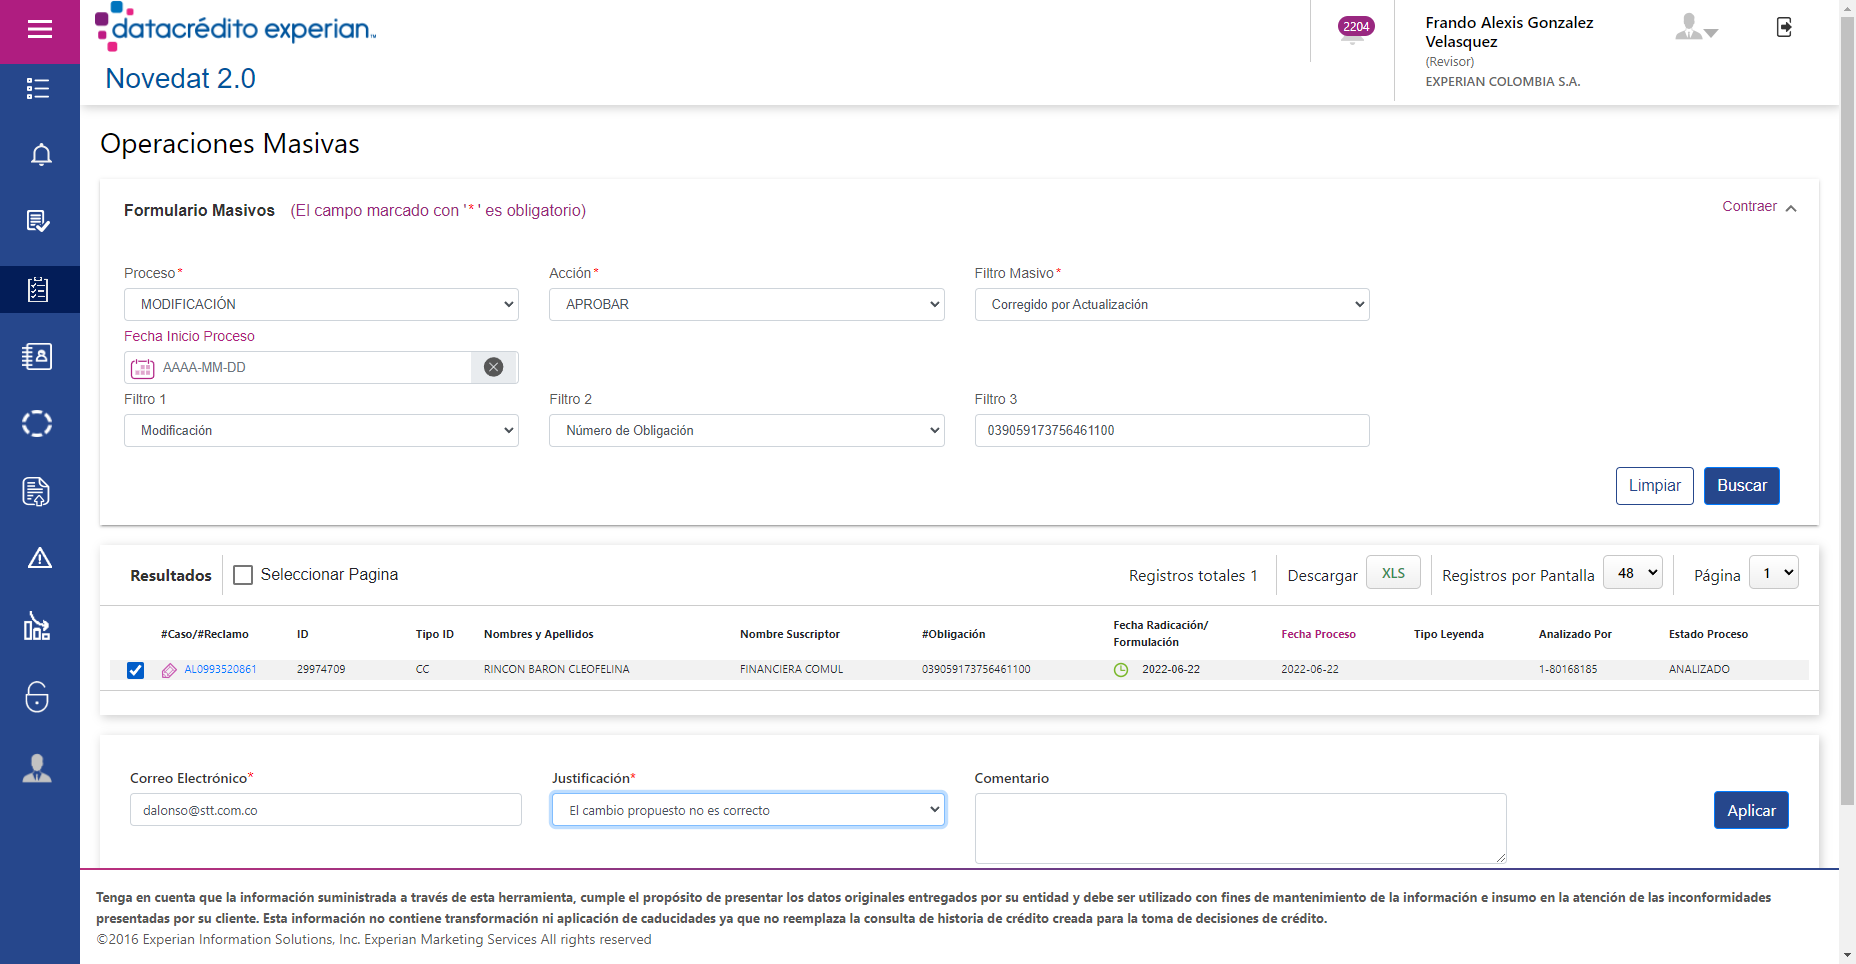 datacrédito experian™
Novedat 2.0
2204
Frando Alexis Gonzalez
Velasquez
(Revisor)
EXPERIAN COLOMBIA S.A.
Operaciones Masivas
Formulario Masivos (El campo marcado con '*' es obligatorio)
Contraer
Proceso* Acción* Filtro Masivo*
MODIFICACIÓN APROBAR Corregido por Actualización
Fecha Inicio Proceso
AAAA-MM-DD
Filtro 1 Filtro 2 Filtro 3
Modificación Número de Obligación 039059173756461100
Limpiar Buscar
Resultados Seleccionar Pagina Registros totales 1 Descargar XLS Registros por Pantalla 48 Página 1
#Caso/#Reclamo ID Tipo ID Nombres y Apellidos Nombre Suscriptor #Obligación Fecha Radicación/ Fecha Proceso Tipo Leyenda Analizado Por Estado Proceso
Formulación
AL0993520861 29974709 CC RINCON BARON CLEOFELINA FINANCIERA COMUL 039059173756461100 2022-06-22 2022-06-22 1-80168185 ANALIZADO
Correo Electrónico* Justificación* Comentario
dalonso@stt.com.co El cambio propuesto no es correcto Aplicar
Tenga en cuenta que la información suministrada a través de esta herramienta, cumple el propósito de presentar los datos originales entregados por su entidad y debe ser utilizado con fines de mantenimiento de la información e insumo en la atención de las inconformidades
presentadas por su cliente. Esta información no contiene transformación ni aplicación de caducidades ya que no reemplaza la consulta de historia de crédito creada para la toma de decisiones de crédito.
©2016 Experian Information Solutions, Inc. Experian Marketing Services All rights reserved